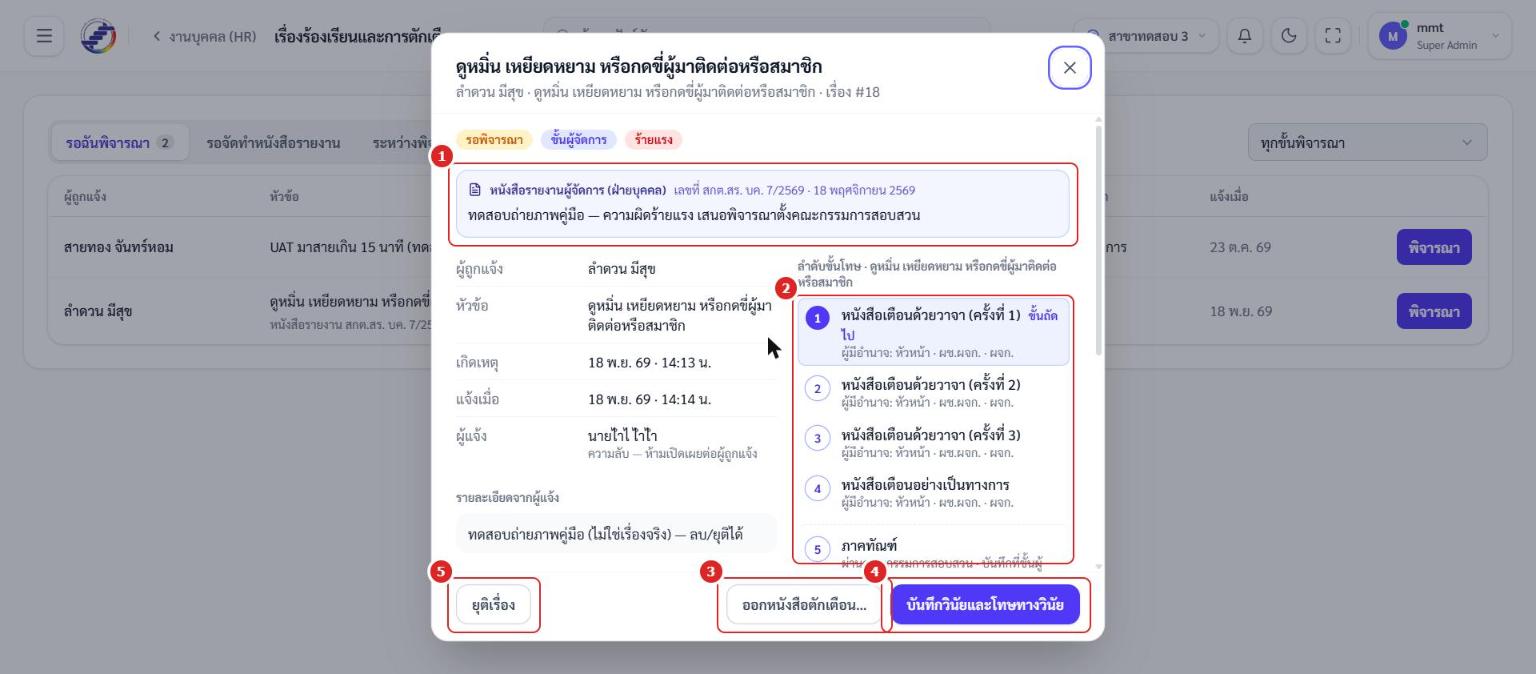 งานบุคคล (HR) เรื่องร้องเรียนและการตักเตื
สาขาทดสอบ 3
M
mmt
Super Admin
ดูหมิ่น เหยียดหยาม หรือกดขี่ผู้มาติดต่อหรือสมาชิก
ลำดวน มีสุข · ดูหมิ่น เหยียดหยาม หรือกดขี่ผู้มาติดต่อหรือสมาชิก · เรื่อง #18
รอฉันพิจารณา 2 รอจัดทำหนังสือรายงาน
ทุกขั้นพิจารณา
รอพิจารณา ขั้นผู้จัดการ ร้ายแรง
1
หนังสือรายงานผู้จัดการ (ฝ่ายบุคคล) เลขที่ สกต.สร. บค. 7/2569 · 18 พฤศจิกายน 2569
ทดสอบถ่ายภาพคู่มือ — ความผิดร้ายแรง เสนอพิจารณาตั้งคณะกรรมการสอบสวน
ผู้ถูกแจ้ง หัวข้อ แจ้งเมื่อ
สายทอง จันทร์หอม UAT มาสายเกิน 15 นาที (ทด การ 23 ต.ค. 69 พิจารณา
ลำดวน มีสุข ดูหมิ่น เหยียดหยาม หรือกดขี่ 18 พ.ย. 69 พิจารณา
หนังสือรายงาน สกต.สร. บค. 7/25
ผู้ถูกแจ้ง ลำดวน มีสุข
หัวข้อ ดูหมิ่น เหยียดหยาม หรือกดขี่ผู้มา
ติดต่อหรือสมาชิก
เกิดเหตุ 18 พ.ย. 69 · 14:13 น.
แจ้งเมื่อ 18 พ.ย. 69 · 14:14 น.
ผู้แจ้ง
ความลับ — ห้ามเปิดเผยต่อผู้ถูกแจ้ง
รายละเอียดจากผู้แจ้ง
ทดสอบถ่ายภาพคู่มือ (ไม่ใช่เรื่องจริง) — ลบ/ยุติได้
ลำดับขั้นโทษ · ดูหมิ่น เหยียดหยาม หรือกดขี่ผู้มาติดต่อ
หรือสมาชิก
2
1 หนังสือเตือนด้วยวาจา (ครั้งที่ 1) ขั้นถัด
ไป
ผู้มีอำนาจ: หัวหน้า · ผช.ผจก. · ผจก.
2 หนังสือเตือนด้วยวาจา (ครั้งที่ 2)
ผู้มีอำนาจ: หัวหน้า · ผช.ผจก. · ผจก.
3 หนังสือเตือนด้วยวาจา (ครั้งที่ 3)
ผู้มีอำนาจ: หัวหน้า · ผช.ผจก. · ผจก.
4 หนังสือเตือนอย่างเป็นทางการ
ผู้มีอำนาจ: หัวหน้า · ผช.ผจก. · ผจก.
5 ภาคทัณฑ์
5 ยุติเรื่อง
3 ออกหนังสือตักเตือน...
4 บันทึกวินัยและโทษทางวินัย